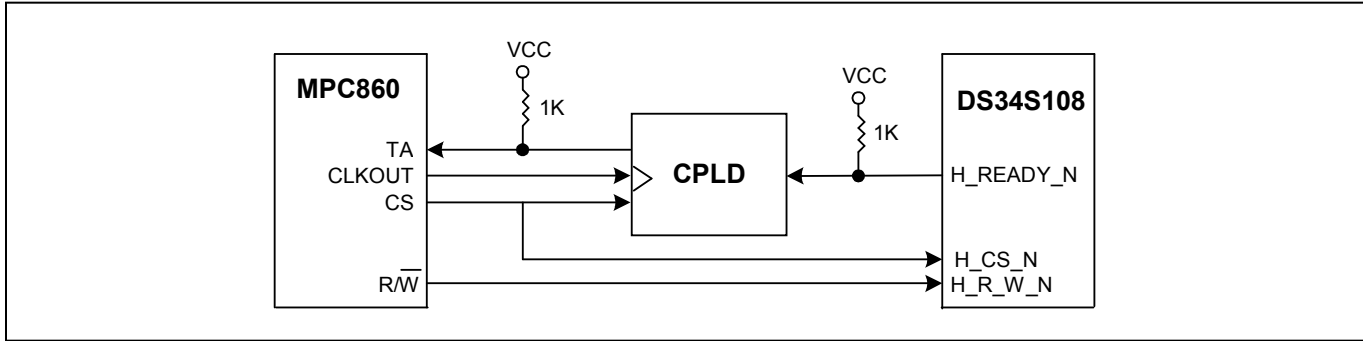 VCC
MPC860
1K
VCC
DS34S108
1K
TA
CLKOUT
CPLD
H_READY_N
CS
H_CS_N
R/W̅
H_R_W_N